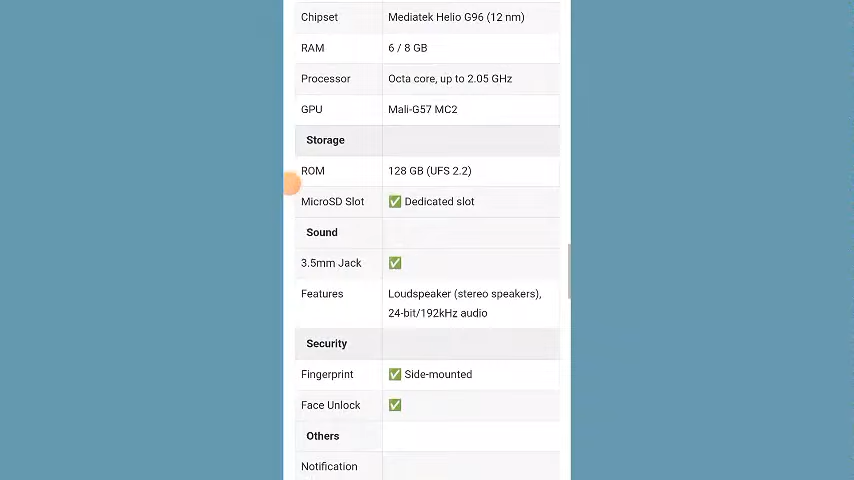 Chipset Mediatek Helio G96 (12 nm)
RAM 6 / 8 GB
Processor Octa core, up to 2.05 GHz
GPU Mali-G57 MC2
Storage
ROM 128 GB (UFS 2.2)
MicroSD Slot ✅ Dedicated slot
Sound
3.5mm Jack ✅
Features Loudspeaker (stereo speakers),
24-bit/192kHz audio
Security
Fingerprint ✅ Side-mounted
Face Unlock ✅
Others
Notification